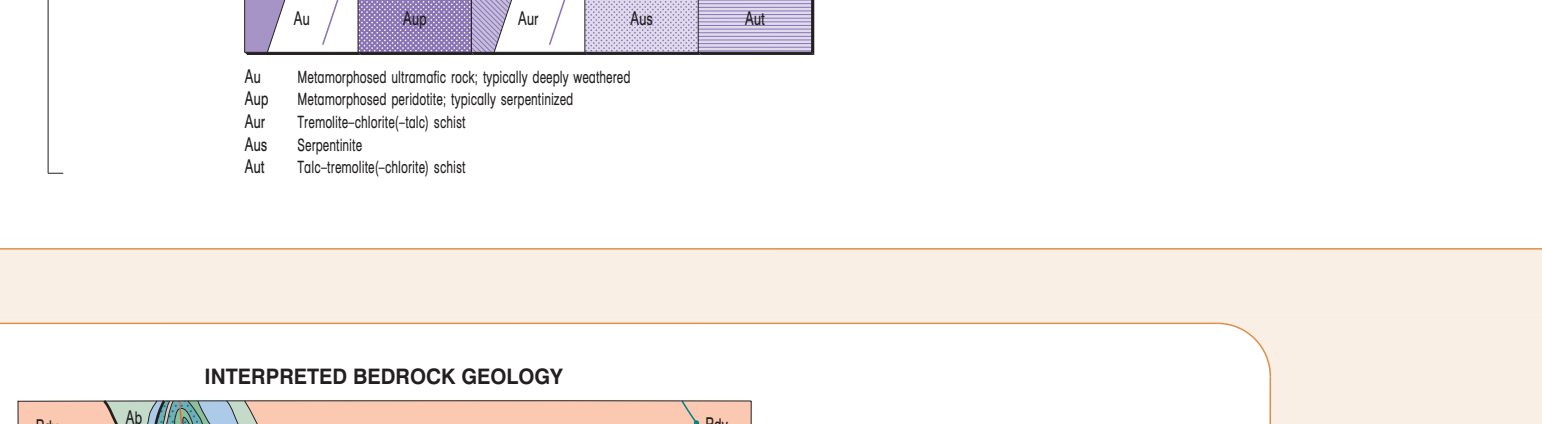 Au Aup Aur Aus Aut
Au Metamorphosed ultramafic rock; typically deeply weathered
Aup Metamorphosed peridotite; typically serpentinized
Aur Tremolite–chlorite(–talc) schist
Aus Serpentinite
Aut Talc–tremolite(–chlorite) schist
INTERPRETED BEDROCK GEOLOGY
Ab